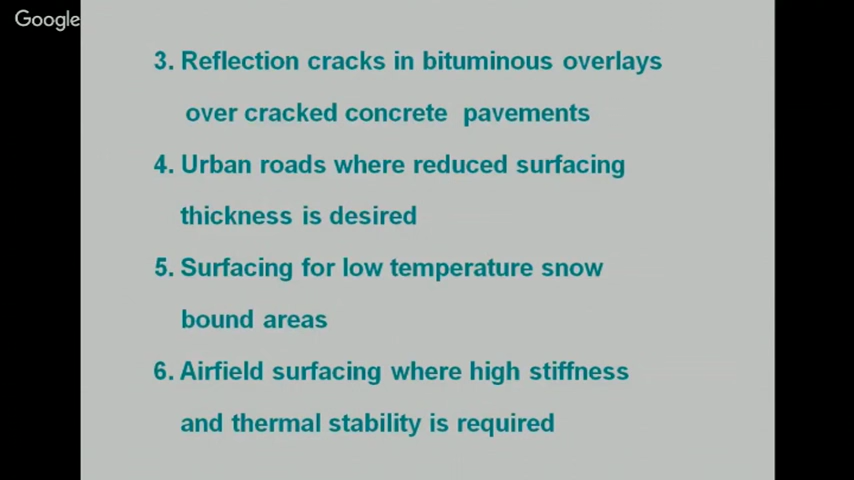 Google
3. Reflection cracks in bituminous overlays
over cracked concrete pavements
4. Urban roads where reduced surfacing
thickness is desired
5. Surfacing for low temperature snow
bound areas
6. Airfield surfacing where high stiffness
and thermal stability is required